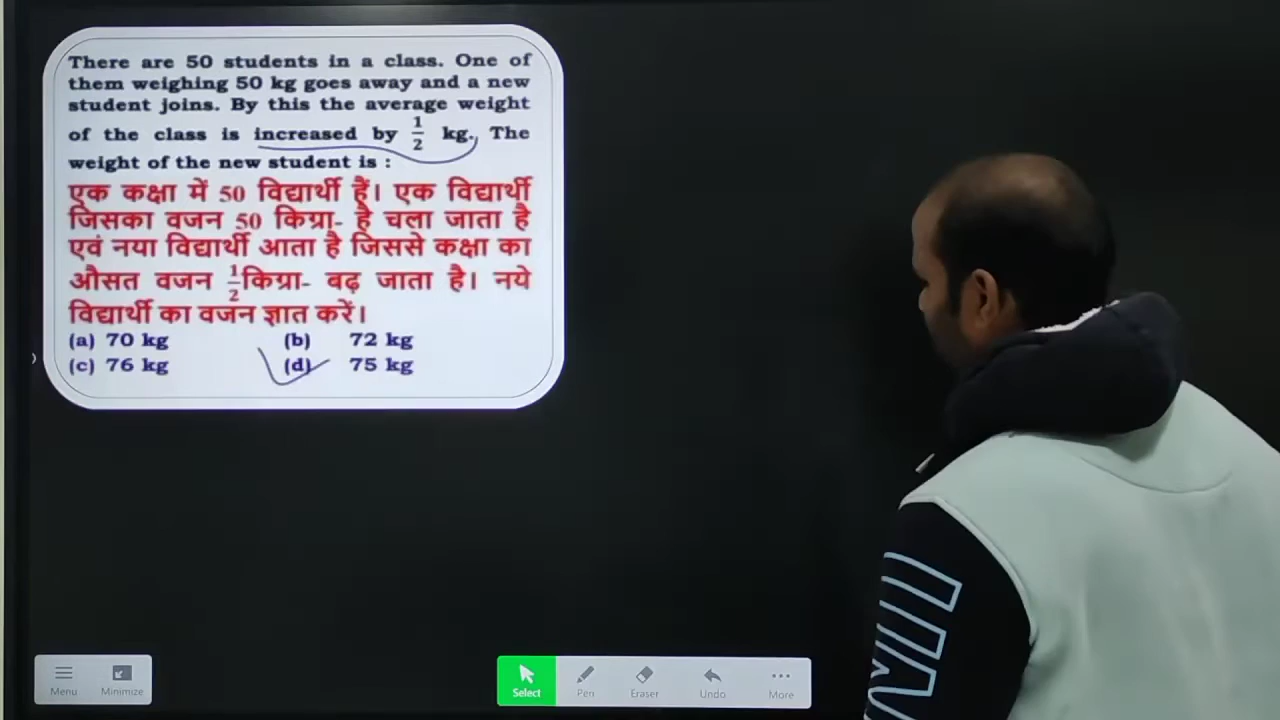 There are 50 students in a class. One of
them weighing 50 kg goes away and a new
student joins. By this the average weight
of the class is increased by 1/2 kg. The
weight of the new student is :
एक कक्षा में 50 विद्यार्थी हैं। एक विद्यार्थी
जिसका वजन 50 किग्रा- है चला जाता है
एवं नया विद्यार्थी आता है जिससे कक्षा का
औसत वजन 1/2 किग्रा- बढ़ जाता है। नये
विद्यार्थी का वजन ज्ञात करें।
(a) 70 kg (b) 72 kg
(c) 76 kg (d) 75 kg
Menu Minimize Select Pen Eraser Undo More